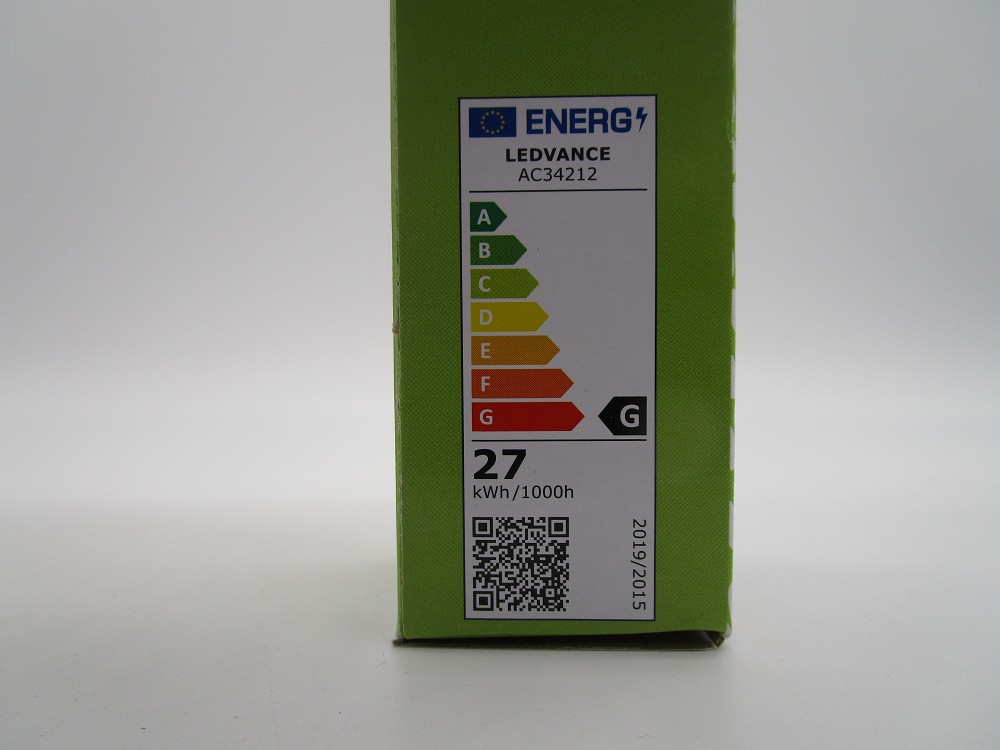 ENERG
LEDVANCE
AC34212
A
B
C
D
E
F
G
G
27
kWh/1000h
2019/2015